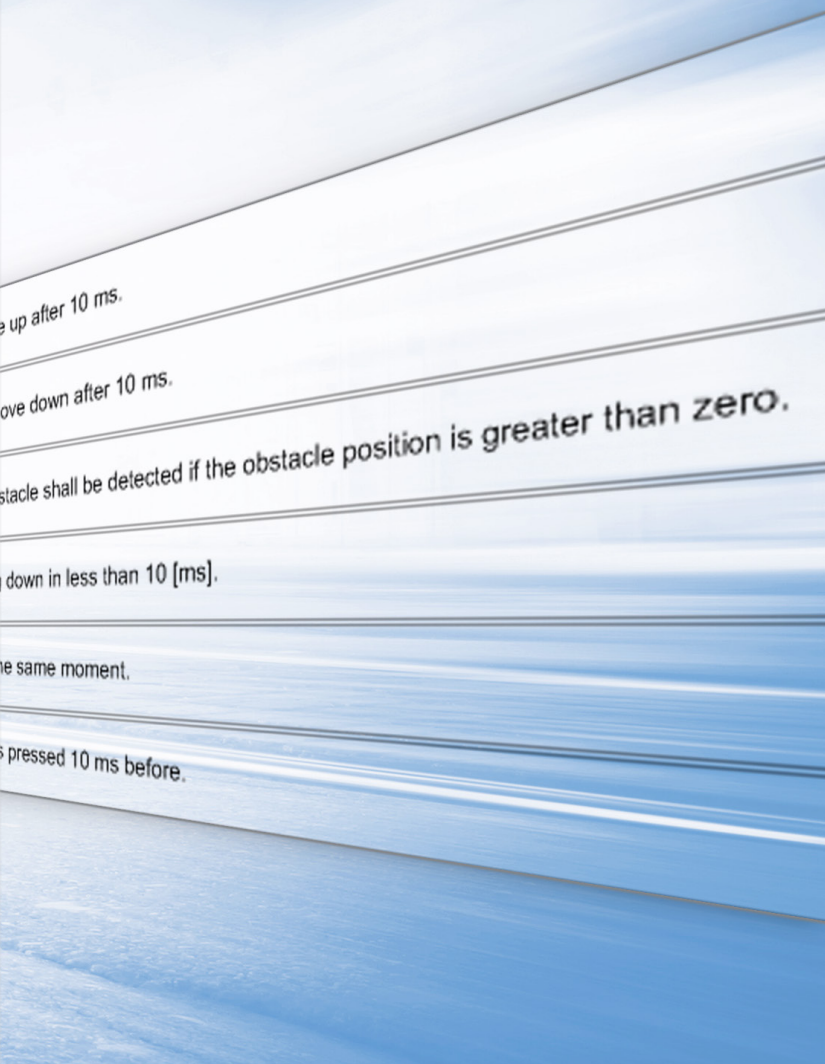 e up after 10 ms.
ove down after 10 ms.
stacle shall be detected if the obstacle position is greater than zero.
down in less than 10 [ms].
he same moment.
s pressed 10 ms before.